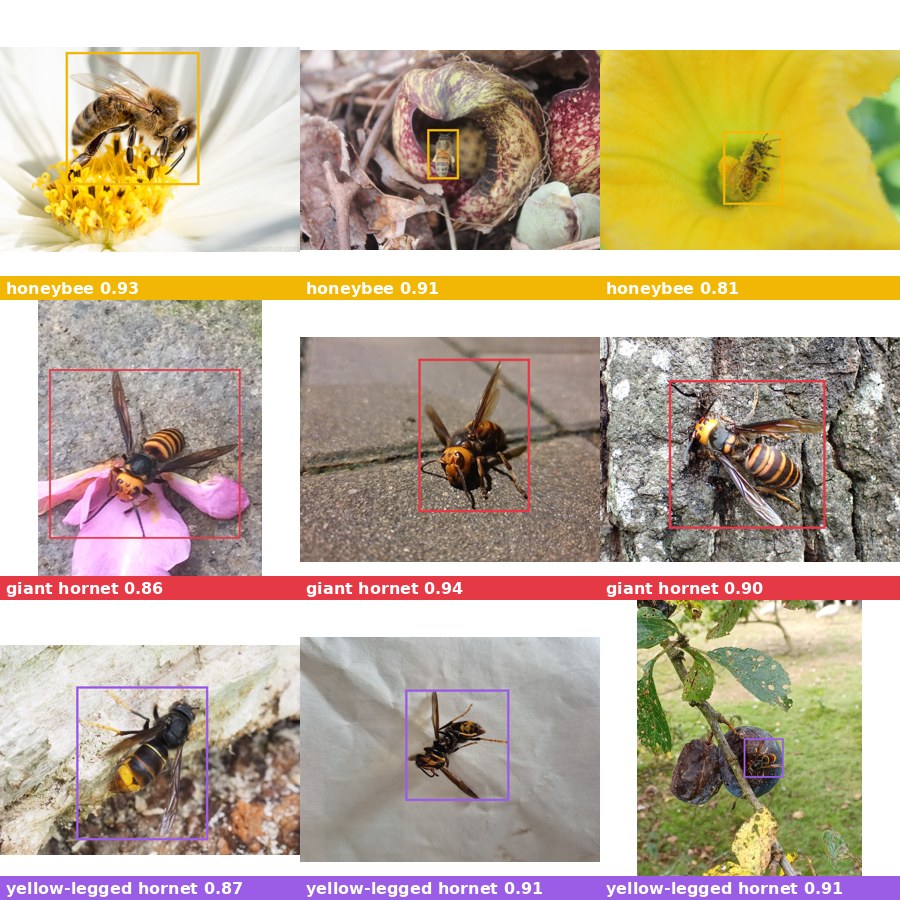 honeybee 0.93
honeybee 0.91
honeybee 0.81
giant hornet 0.86
giant hornet 0.94
giant hornet 0.90
yellow-legged hornet 0.87
yellow-legged hornet 0.91
yellow-legged hornet 0.91